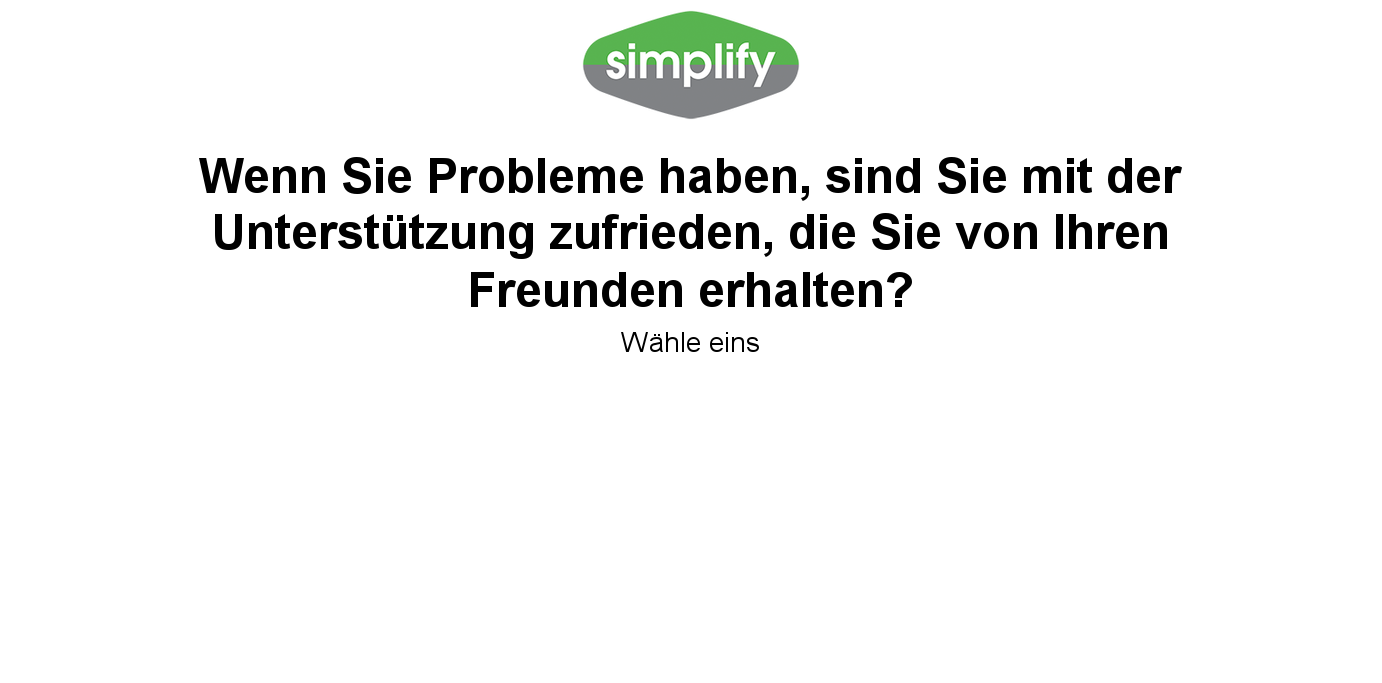 simplify
Wenn Sie Probleme haben, sind Sie mit der
Unterstützung zufrieden, die Sie von Ihren
Freunden erhalten?
Wähle eins